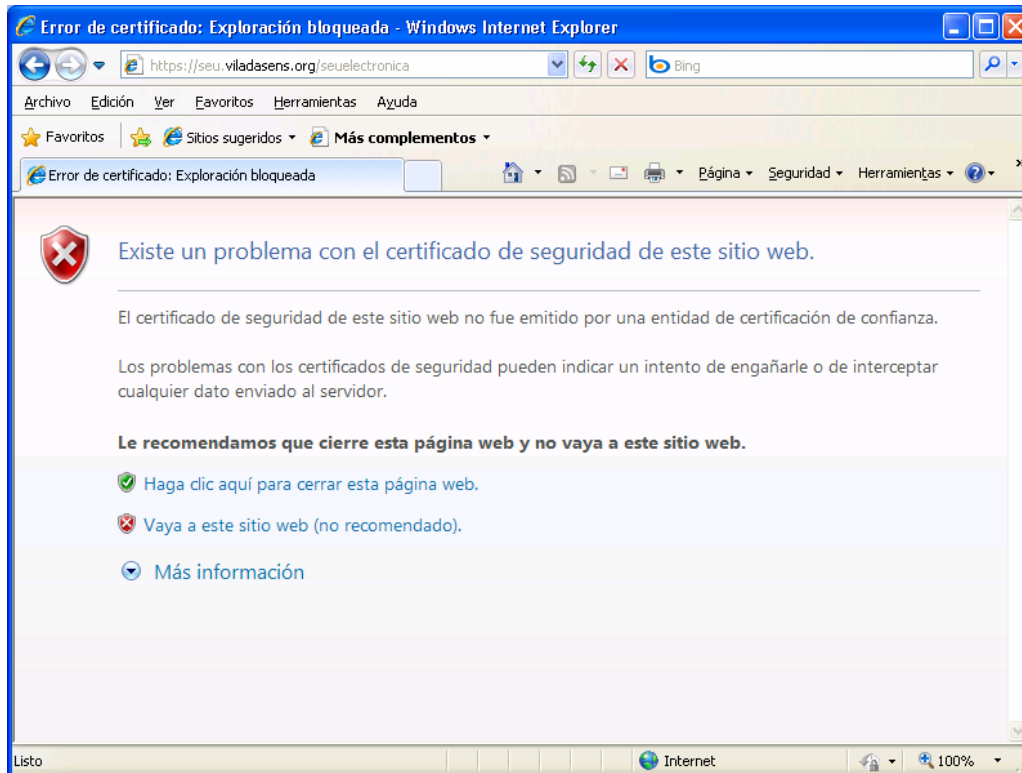 Error de certificado: Exploración bloqueada - Windows Internet Explorer
https://seu.viladasens.org/seuelectronica
Bing
Archivo Edición Ver Favoritos Herramientas Ayuda
Favoritos Sitios sugeridos Más complementos
Error de certificado: Exploración bloqueada Página Seguridad Herramientas »
Existe un problema con el certificado de seguridad de este sitio web.
El certificado de seguridad de este sitio web no fue emitido por una entidad de certificación de confianza.
Los problemas con los certificados de seguridad pueden indicar un intento de engañarle o de interceptar
cualquier dato enviado al servidor.
Le recomendamos que cierre esta página web y no vaya a este sitio web.
Haga clic aquí para cerrar esta página web.
Vaya a este sitio web (no recomendado).
Más información
Listo Internet 100%